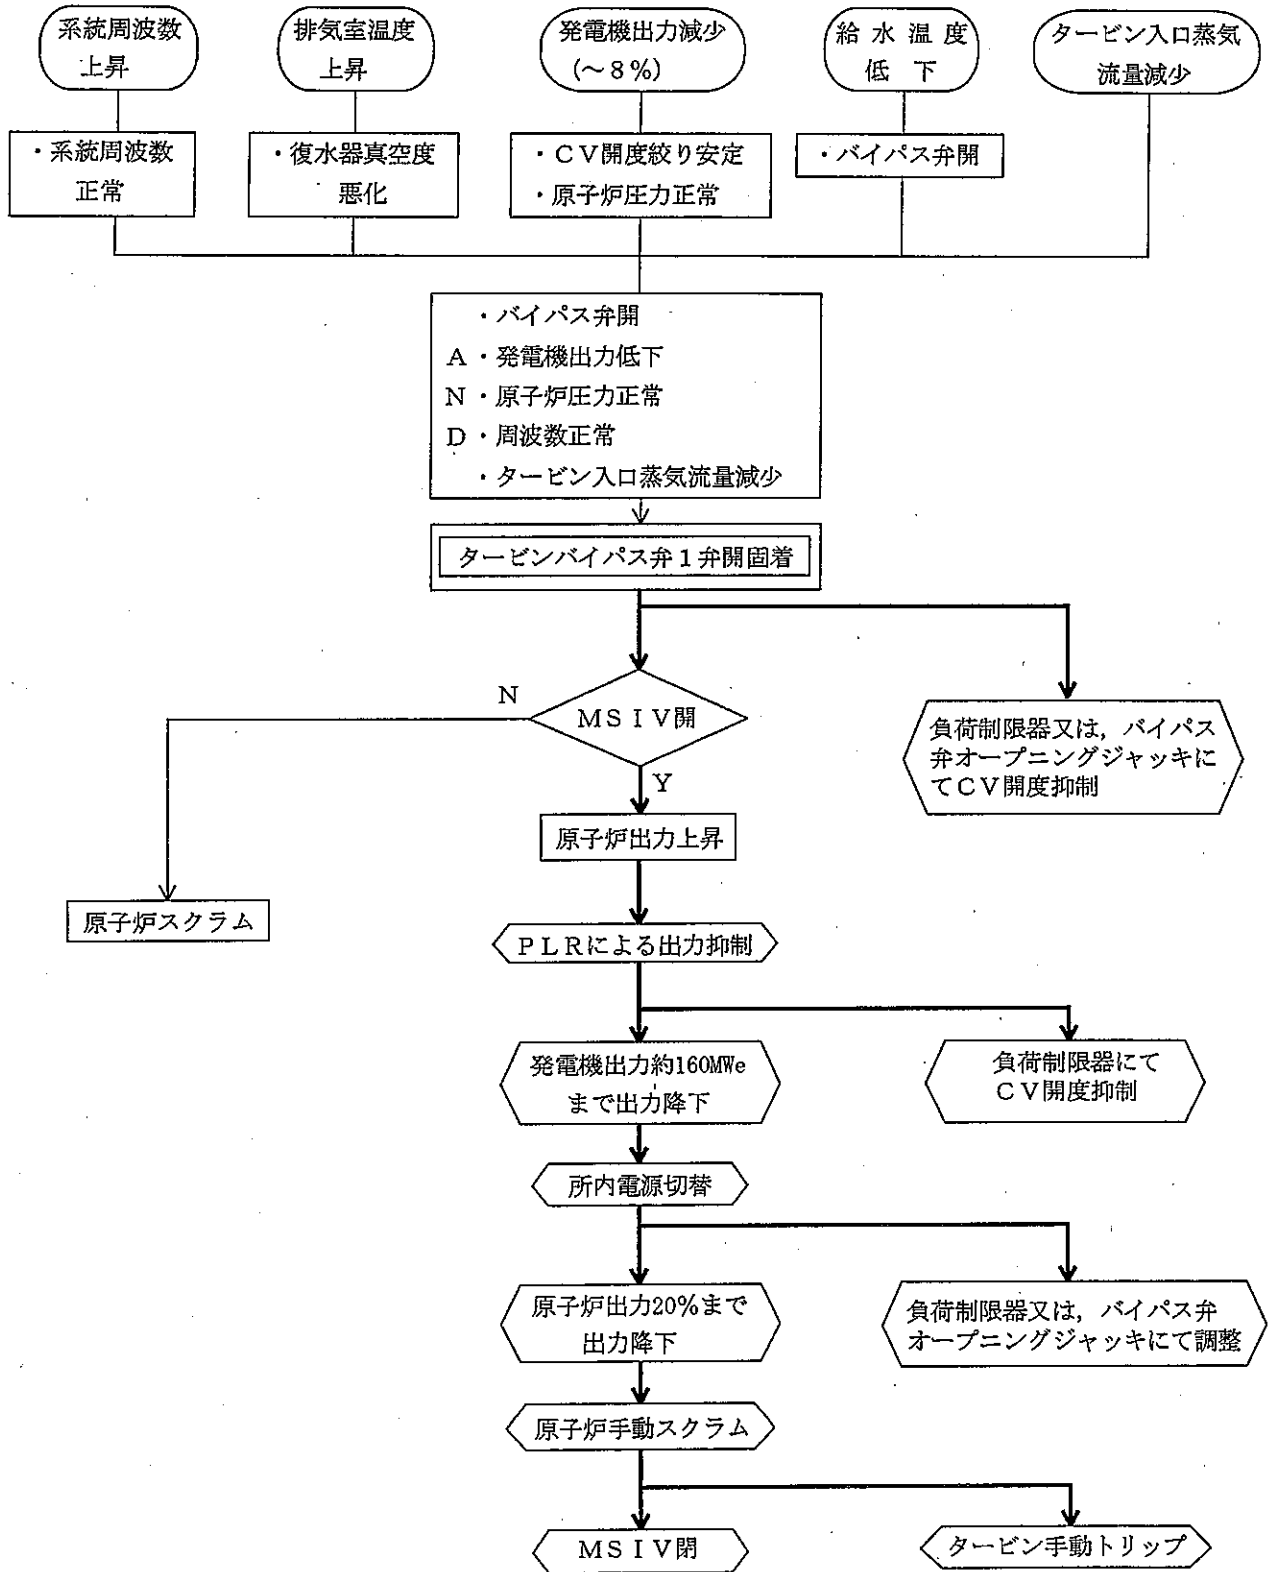 系統周波数
上昇
排気室温度
上昇
発電機出力減少
(～8%)
給水温度
低下
タービン入口蒸気
流量減少
・系統周波数
正常
・復水器真空度
悪化
・CV開度絞り安定
・原子炉圧力正常
・バイパス弁開
・バイパス弁開
A・発電機出力低下
N・原子炉圧力正常
D・周波数正常
・タービン入口蒸気流量減少
タービンバイパス弁1弁開固着
N
MSIV開
Y
負荷制限器又は，バイパス
弁オープニングジャッキに
てCV開度抑制
原子炉出力上昇
原子炉スクラム
PLRによる出力抑制
発電機出力約160MWe
まで出力降下
負荷制限器にて
CV開度抑制
所内電源切替
原子炉出力20%まで
出力降下
負荷制限器又は，バイパス弁
オープニングジャッキにて調整
原子炉手動スクラム
MSIV閉
タービン手動トリップ